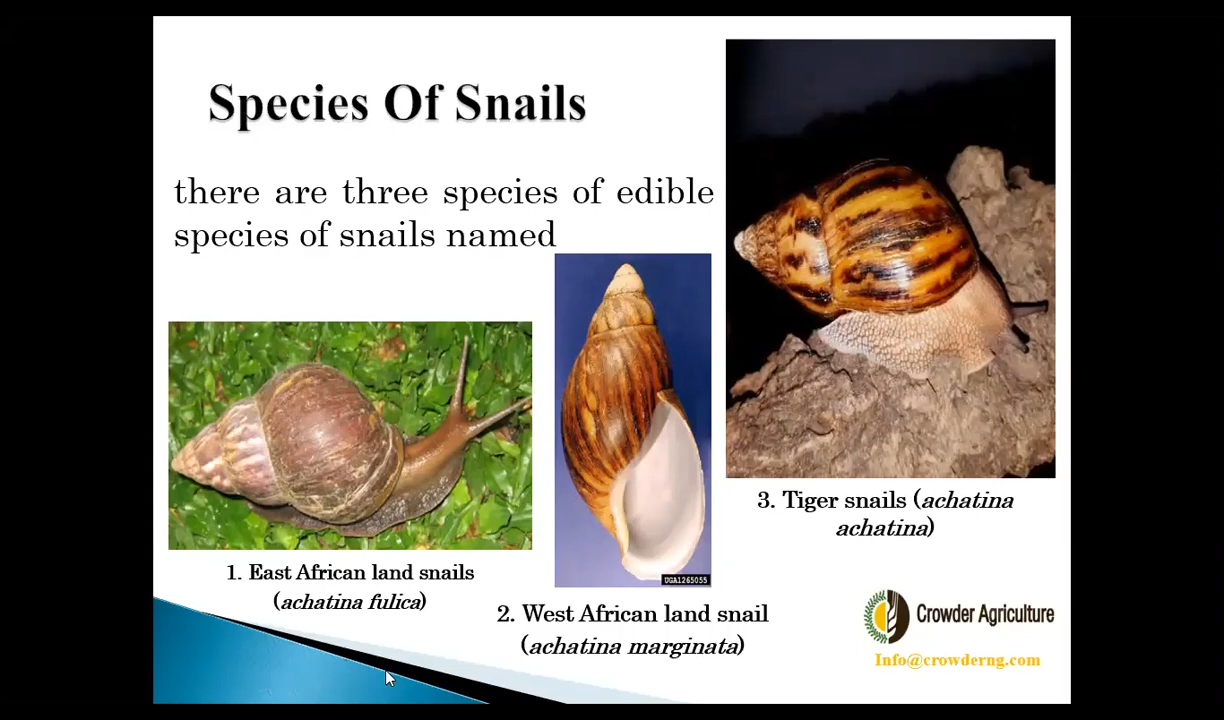 Species Of Snails
there are three species of edible
species of snails named
1. East African land snails
(achatina fulica)
UGA1265055
2. West African land snail
(achatina marginata)
3. Tiger snails (achatina
achatina)
Crowder Agriculture
Info@crowderng.com